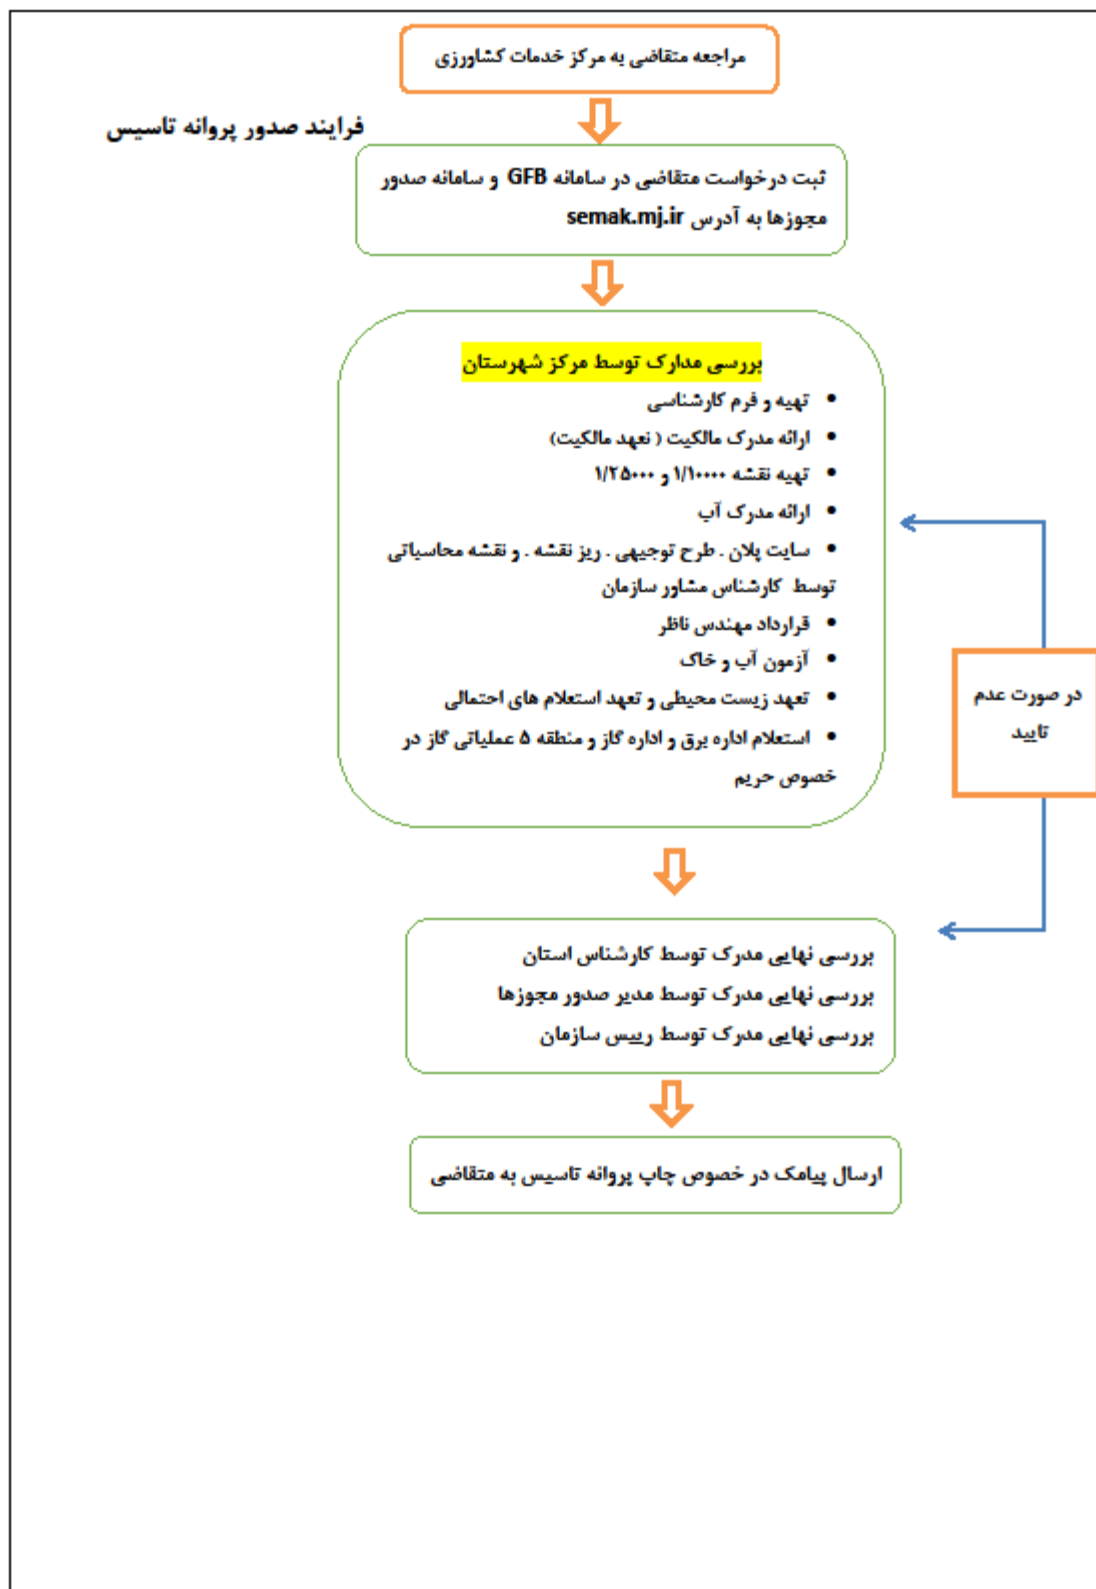 مراجعه متقاضی به مرکز خدمات کشاورزی
فرایند صدور پروانه تاسیس
ثبت درخواست متقاضی در سامانه GFB و سامانه صدور
مجوزها به آدرس semak.mj.ir
بررسی مدارک توسط مرکز شهرستان
• تهیه و فرم کارشناسی
• ارائه مدرک مالکیت ( تعهد مالکیت)
• تهیه نقشه ۱/۱۰۰۰۰ و ۱/۲۵۰۰۰
• ارائه مدرک آب
• سایت پلان . طرح توجیهی . ریز نقشه . و نقشه محاسباتی
توسط کارشناس مشاور سازمان
• قرارداد مهندس ناظر
• آزمون آب و خاک
• تعهد زیست محیطی و تعهد استعلام های احتمالی
• استعلام اداره برق و اداره گاز و منطقه ۵ عملیاتی گاز در
خصوص حریم
در صورت عدم
تایید
بررسی نهایی مدرک توسط کارشناس استان
بررسی نهایی مدرک توسط مدیر صدور مجوزها
بررسی نهایی مدرک توسط رییس سازمان
ارسال پیامک در خصوص چاپ پروانه تاسیس به متقاضی